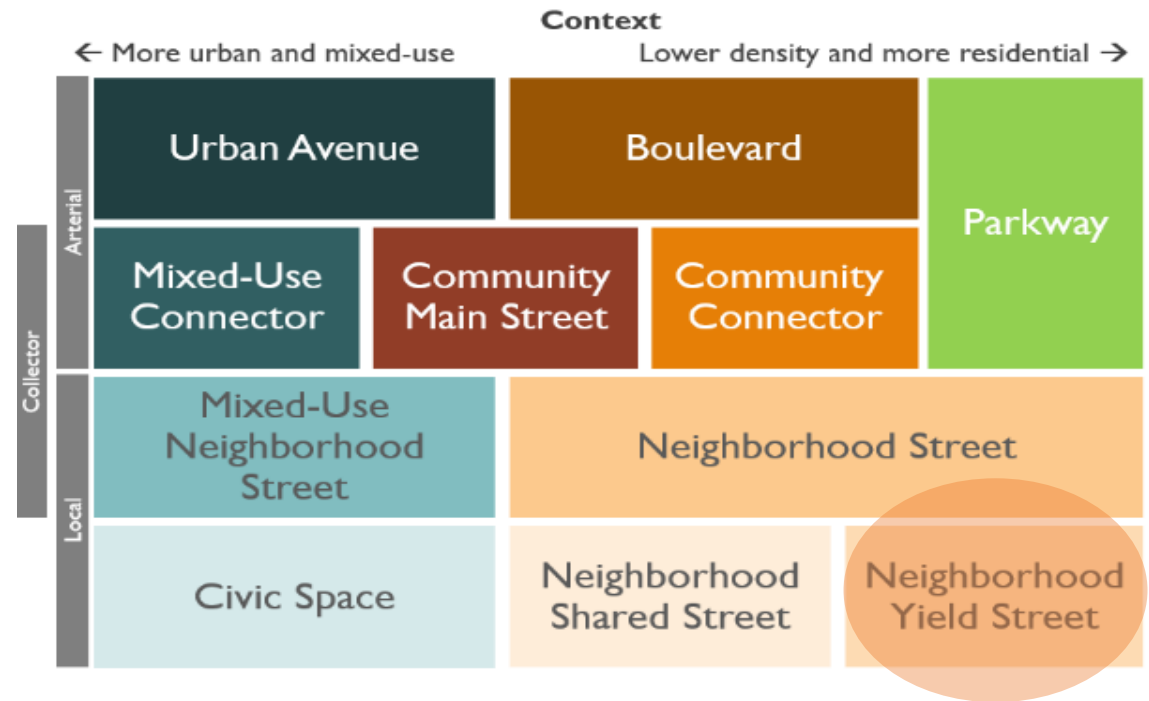 Context
← More urban and mixed-use
Lower density and more residential →
Arterial
Collector
Local
Urban Avenue
Boulevard
Parkway
Mixed-Use
Connector
Community
Main Street
Community
Connector
Mixed-Use
Neighborhood
Street
Neighborhood Street
Civic Space
Neighborhood
Shared Street
Neighborhood
Yield Street